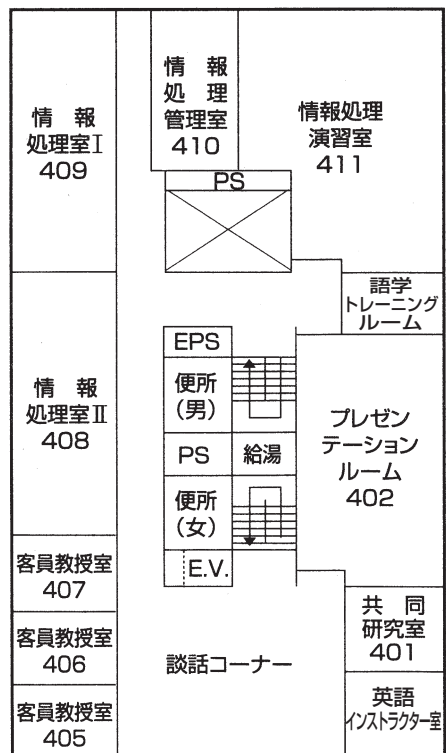 情報
処理室Ⅰ
409
情報
処理
管理室
410
情報処理
演習室
411
PS
語学
トレーニング
ルーム
EPS
便所
(男)
情報
処理室Ⅱ
408
プレゼン
テーション
ルーム
402
PS
給湯
便所
(女)
E.V.
客員教授室
407
共同
研究室
401
客員教授室
406
談話コーナー
英語
インストラクター室
客員教授室
405